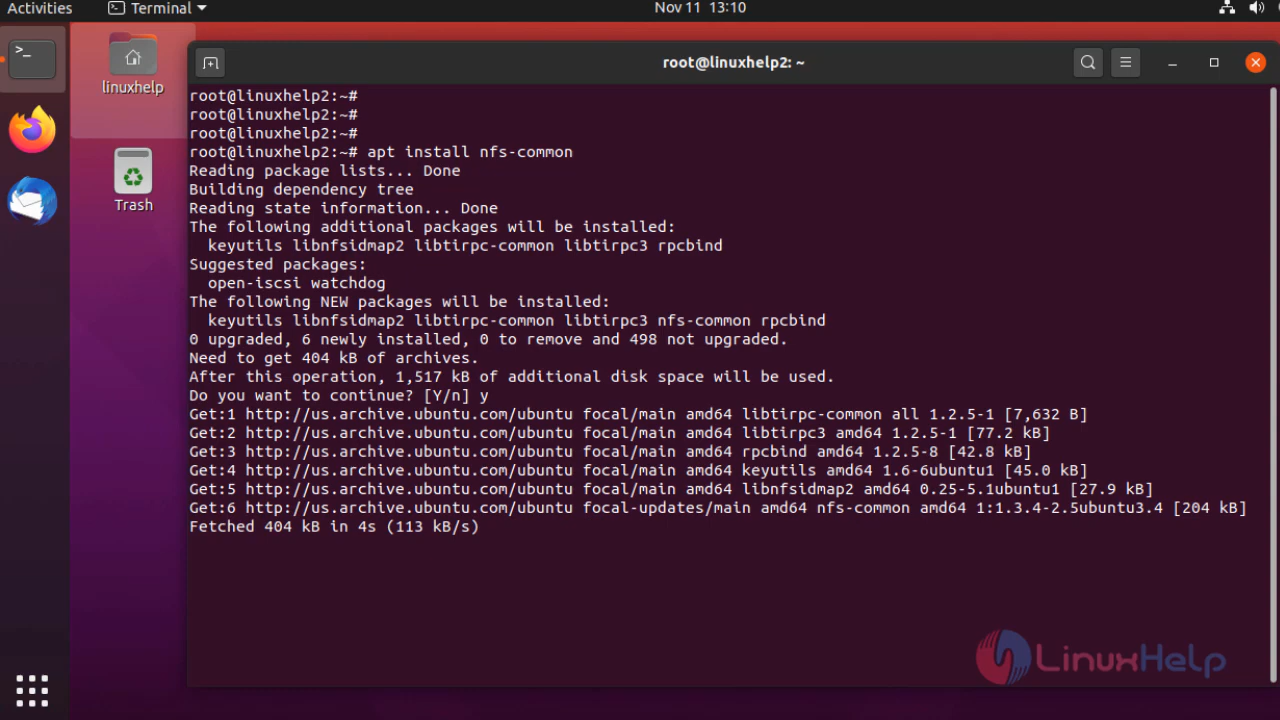 Activities
Terminal
Nov 11 13:10
linuxhelp
Trash
root@linuxhelp2: ~
root@linuxhelp2:~#
root@linuxhelp2:~#
root@linuxhelp2:~#
root@linuxhelp2:~# apt install nfs-common
Reading package lists... Done
Building dependency tree
Reading state information... Done
The following additional packages will be installed:
  keyutils libnfsidmap2 libtirpc-common libtirpc3 rpcbind
Suggested packages:
  open-iscsi watchdog
The following NEW packages will be installed:
  keyutils libnfsidmap2 libtirpc-common libtirpc3 nfs-common rpcbind
0 upgraded, 6 newly installed, 0 to remove and 498 not upgraded.
Need to get 404 kB of archives.
After this operation, 1,517 kB of additional disk space will be used.
Do you want to continue? [Y/n] y
Get:1 http://us.archive.ubuntu.com/ubuntu focal/main amd64 libtirpc-common all 1.2.5-1 [7,632 B]
Get:2 http://us.archive.ubuntu.com/ubuntu focal/main amd64 libtirpc3 amd64 1.2.5-1 [77.2 kB]
Get:3 http://us.archive.ubuntu.com/ubuntu focal/main amd64 rpcbind amd64 1.2.5-8 [42.8 kB]
Get:4 http://us.archive.ubuntu.com/ubuntu focal/main amd64 keyutils amd64 1.6-6ubuntu1 [45.0 kB]
Get:5 http://us.archive.ubuntu.com/ubuntu focal/main amd64 libnfsidmap2 amd64 0.25-5.1ubuntu1 [27.9 kB]
Get:6 http://us.archive.ubuntu.com/ubuntu focal-updates/main amd64 nfs-common amd64 1:1.3.4-2.5ubuntu3.4 [204 kB]
Fetched 404 kB in 4s (113 kB/s)
LinuxHelp